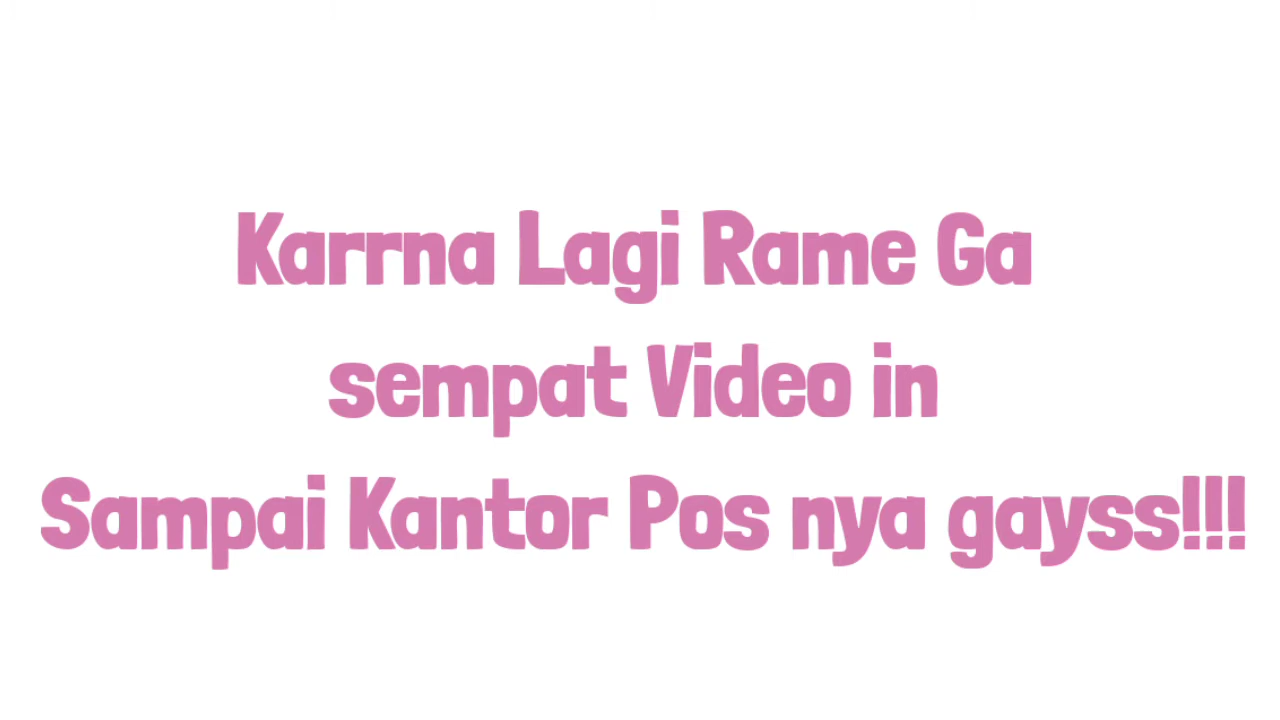 Karrna Lagi Rame Ga
sempat Video in
Sampai Kantor Pos nya gayss!!!